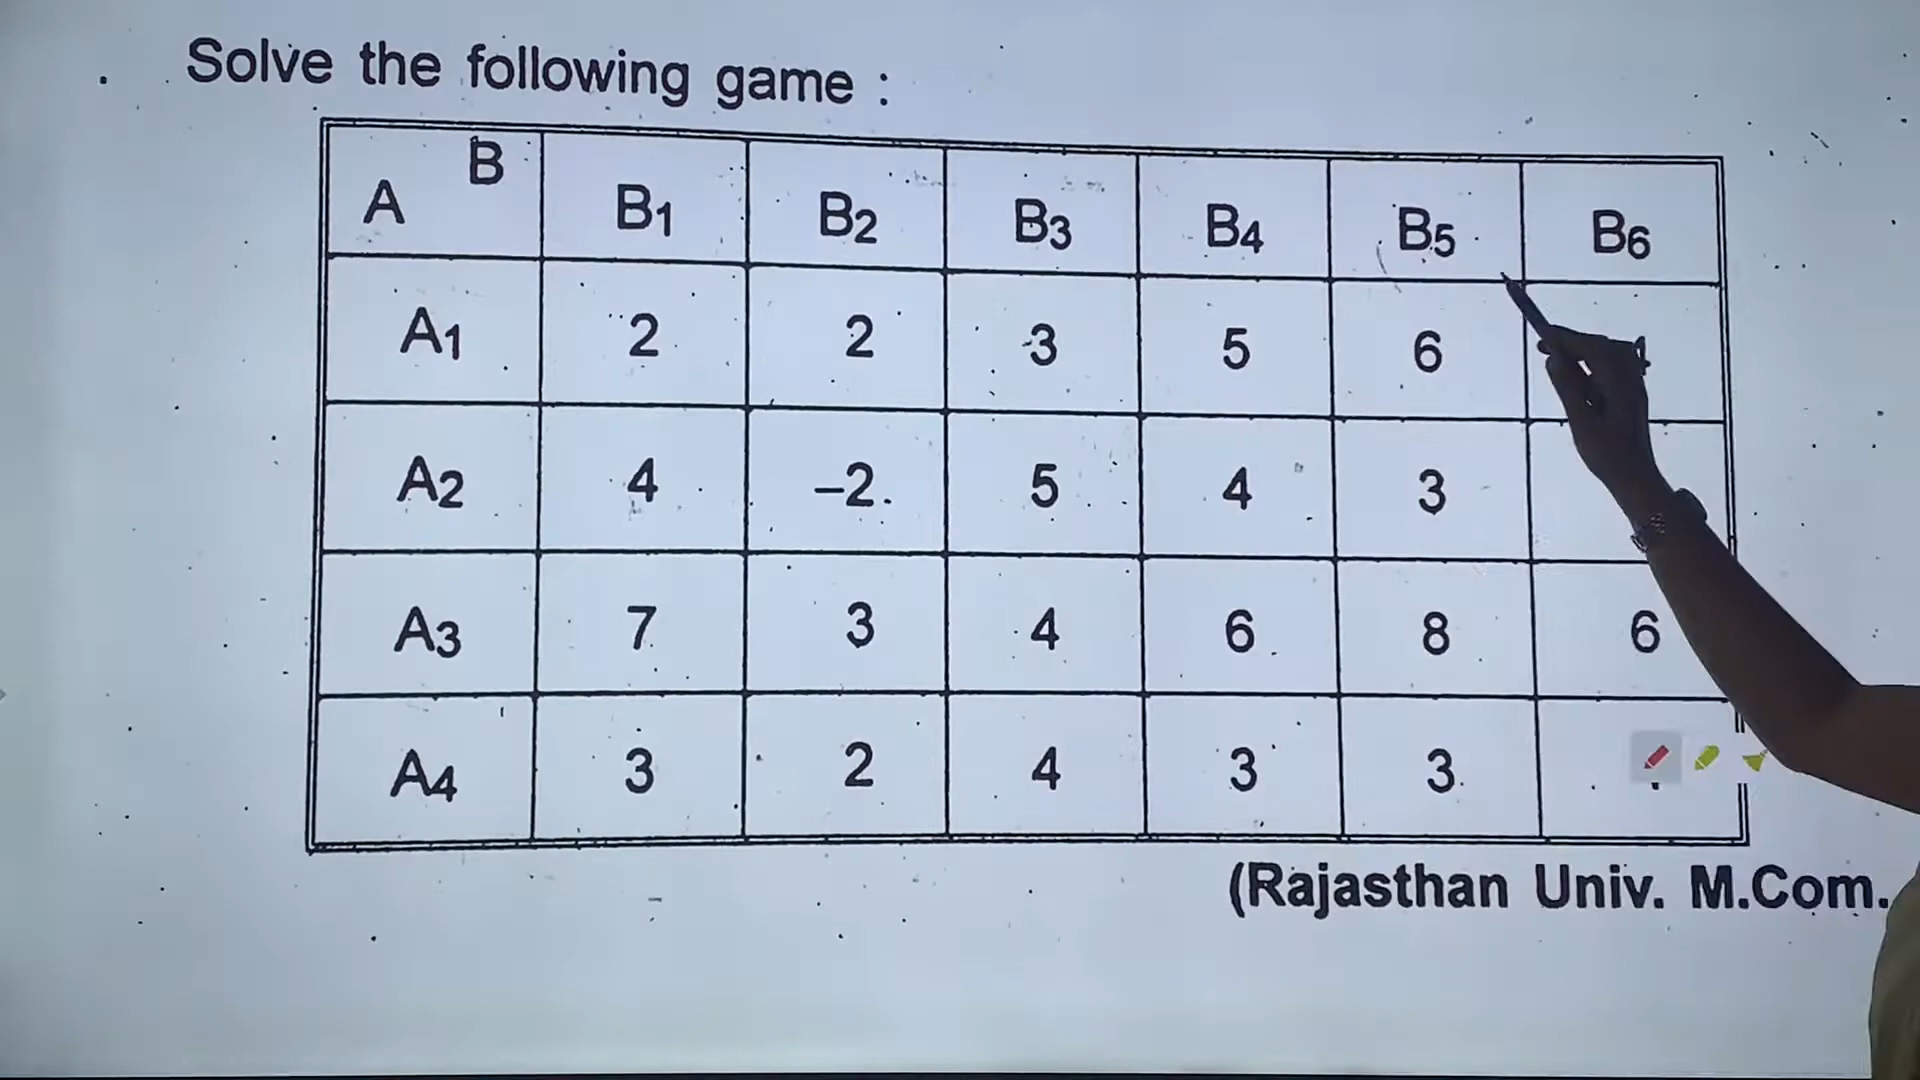 Solve the following game :
B
A B1 B2 B3 B4 B5 B6
A1 2 2 3 5 6
A2 4 –2 5 4 3
A3 7 3 4 6 8 6
A4 3 2 4 3 3
(Rajasthan Univ. M.Com.